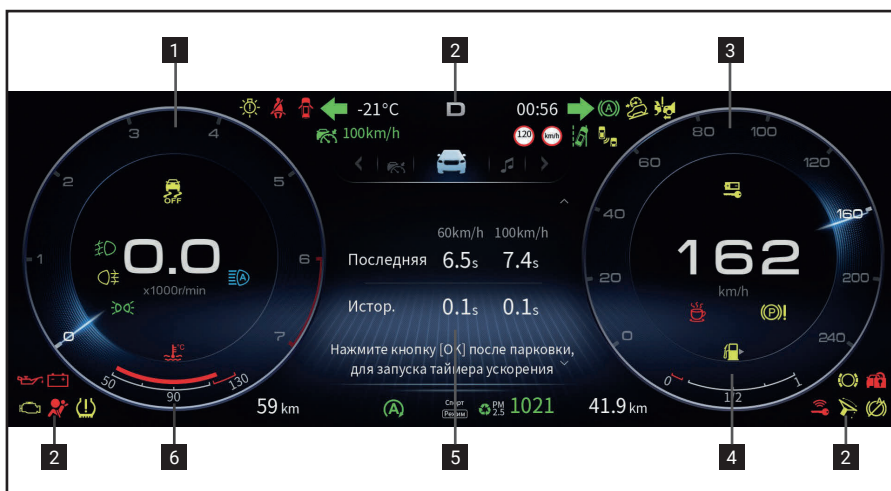 1
2
3
-21°C
D
00:56
100km/h
120
km/h
OFF
0.0
x1000r/min
0
1
2
3
4
5
6
7
60km/h 100km/h
Последняя 6.5s 7.4s
Истор. 0.1s 0.1s
Нажмите кнопку [OK] после парковки,
для запуска таймера ускорения
162
km/h
0
20
40
60
80
100
120
160
200
240
°C
50
90
130
0
1/2
1
59 km
A
Спорт
Режим
PM
2.5
1021
41.9 km
2
6
5
4
2